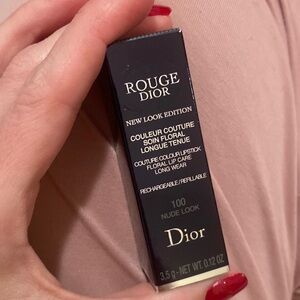 ROUGE
DIOR
NEW LOOK EDITION
COULEUR COUTURE
SOIN FLORAL
LONGUE TENUE
COUTURE COLOUR LIPSTICK
FLORAL LIP CARE
LONG WEAR
RECHARGEABLE/REFILLABLE
100
NUDE LOOK
Dior
3.5 g - NET WT. 0.12 OZ.